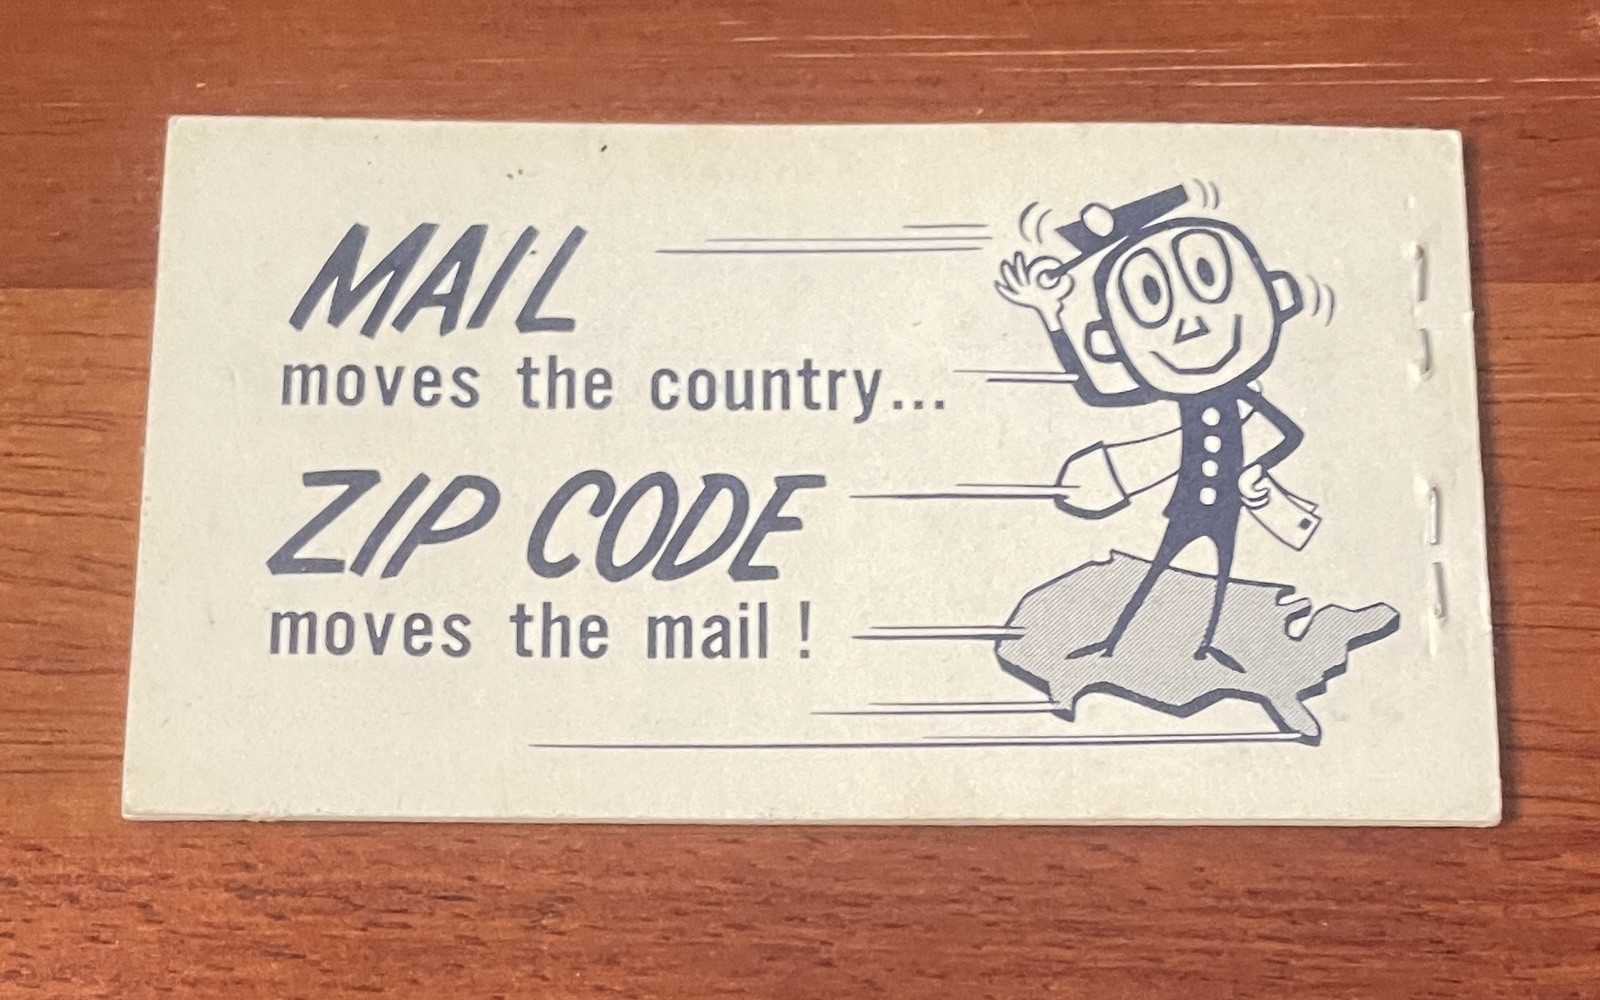 MAIL
moves the country...
ZIP CODE
moves the mail!